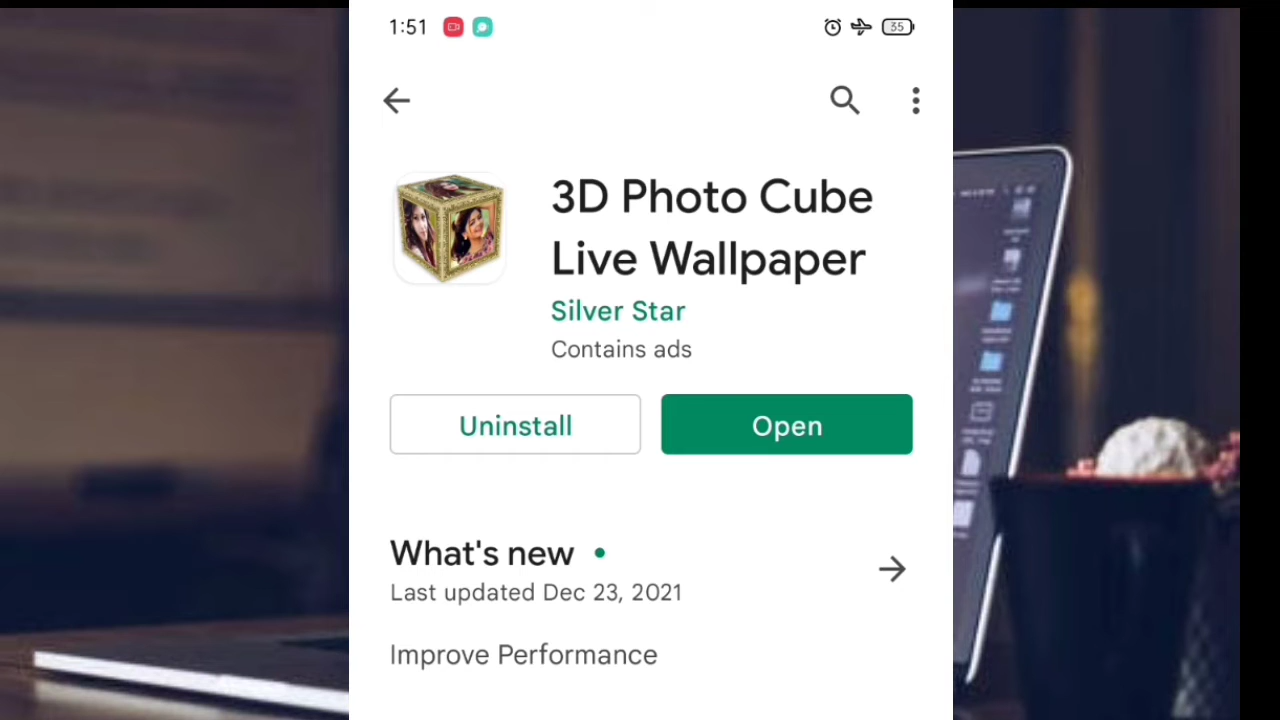 1:51
35
3D Photo Cube
Live Wallpaper
Silver Star
Contains ads
Uninstall
Open
What's new
Last updated Dec 23, 2021
Improve Performance